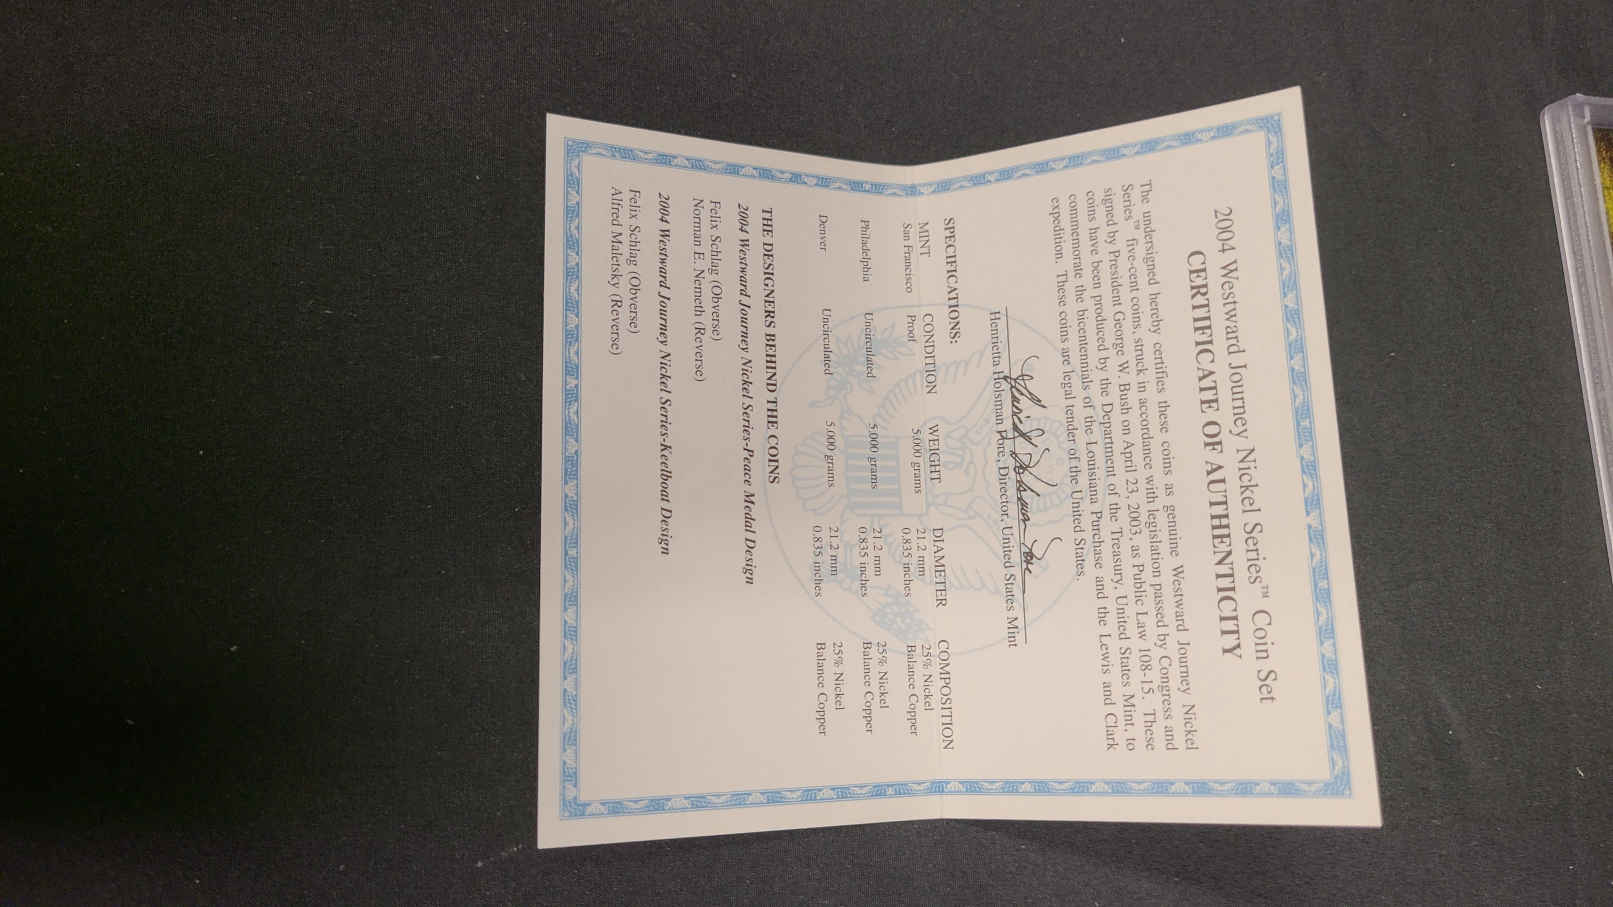 2004 Westward Journey Nickel Series™ Coin Set
CERTIFICATE OF AUTHENTICITY
The undersigned hereby certifies these coins as genuine Westward Journey Nickel
Series™ five-cent coins, struck in accordance with legislation passed by Congress and
signed by President George W. Bush on April 23, 2003, as Public Law 108-15. These
coins have been produced by the Department of the Treasury, United States Mint, to
commemorate the bicentennials of the Louisiana Purchase and the Lewis and Clark
expedition. These coins are legal tender of the United States.
Henrietta Holsman Fore
Henrietta Holsman Fore, Director, United States Mint
SPECIFICATIONS:
MINT CONDITION WEIGHT DIAMETER COMPOSITION
San Francisco Proof 5.000 grams 21.2 mm 25% Nickel
0.835 inches Balance Copper
Philadelphia Uncirculated 5.000 grams 21.2 mm 25% Nickel
0.835 inches Balance Copper
Denver Uncirculated 5.000 grams 21.2 mm 25% Nickel
0.835 inches Balance Copper
THE DESIGNERS BEHIND THE COINS
2004 Westward Journey Nickel Series-Peace Medal Design
Felix Schlag (Obverse)
Norman E. Nemeth (Reverse)
2004 Westward Journey Nickel Series-Keelboat Design
Felix Schlag (Obverse)
Alfred Maletsky (Reverse)